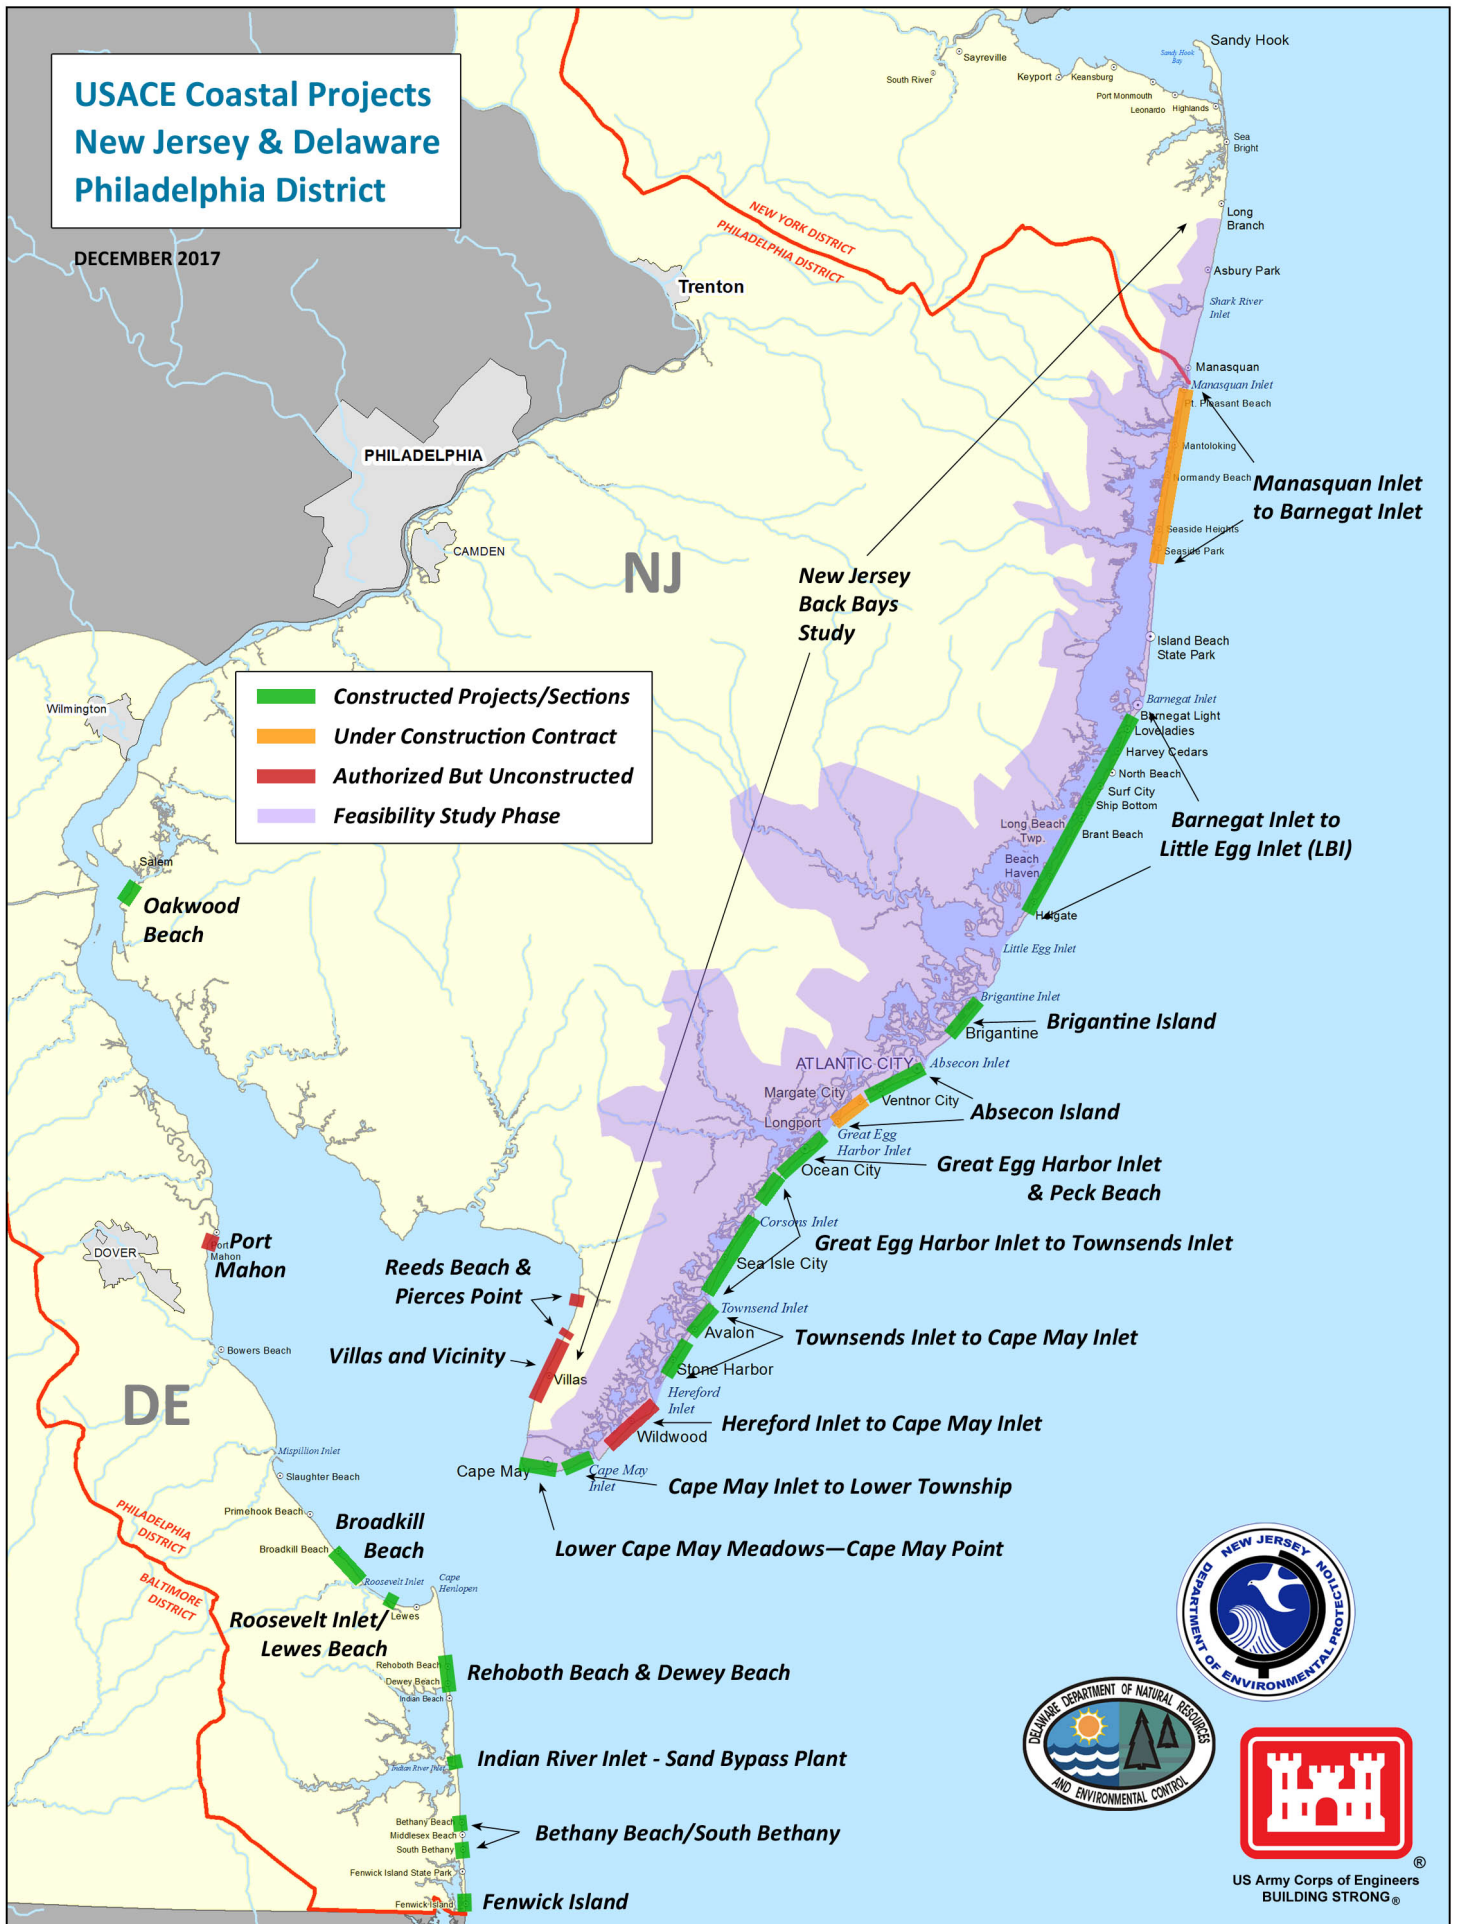 USACE Coastal Projects
New Jersey & Delaware
Philadelphia District
DECEMBER 2017
Sandy Hook
Sandy Hook
Bay
Sayreville
South River
Keyport
Keansburg
Port Monmouth
Leonardo
Highlands
Sea
Bright
Long
Branch
NEW YORK DISTRICT
PHILADELPHIA DISTRICT
Asbury Park
Trenton
Shark River
Inlet
Manasquan
Manasquan Inlet
Pt. Pleasant Beach
Mantoloking
PHILADELPHIA
Normandy Beach
Manasquan Inlet
to Barnegat Inlet
Seaside Heights
Seaside Park
CAMDEN
NJ
New Jersey
Back Bays
Study
Island Beach
State Park
Constructed Projects/Sections
Under Construction Contract
Authorized But Unconstructed
Feasibility Study Phase
Wilmington
Barnegat Inlet
Barnegat Light
Loveladies
Harvey Cedars
North Beach
Surf City
Ship Bottom
Long Beach
Twp.
Brant Beach
Barnegat Inlet to
Little Egg Inlet (LBI)
Beach
Haven
Salem
Oakwood
Beach
Holgate
Little Egg Inlet
Brigantine Inlet
Brigantine Island
Brigantine
ATLANTIC CITY
Absecon Inlet
Margate City
Ventnor City
Absecon Island
Longport
Great Egg
Harbor Inlet
Ocean City
Great Egg Harbor Inlet
& Peck Beach
Corsons Inlet
Great Egg Harbor Inlet to Townsends Inlet
Sea Isle City
DOVER
Port
Mahon
Port
Mahon
Reeds Beach &
Pierces Point
Townsend Inlet
Avalon
Townsends Inlet to Cape May Inlet
Villas and Vicinity
Bowers Beach
Villas
Stone Harbor
Hereford
Inlet
DE
Hereford Inlet to Cape May Inlet
Wildwood
Mispillion Inlet
Cape May
Cape May
Inlet
Slaughter Beach
Cape May Inlet to Lower Township
Primehook Beach
PHILADELPHIA
DISTRICT
Broadkill
Beach
Broadkill Beach
Lower Cape May Meadows—Cape May Point
BALTIMORE
DISTRICT
Roosevelt Inlet
Cape
Henlopen
Lewes
Roosevelt Inlet/
Lewes Beach
Rehoboth Beach
Dewey Beach
Indian Beach
Rehoboth Beach & Dewey Beach
Indian River Inlet
Indian River Inlet - Sand Bypass Plant
Bethany Beach
Middlesex Beach
South Bethany
Bethany Beach/South Bethany
Fenwick Island State Park
Fenwick Island
Fenwick Island
NEW JERSEY
DEPARTMENT OF ENVIRONMENTAL PROTECTION
DELAWARE DEPARTMENT OF NATURAL RESOURCES
AND ENVIRONMENTAL CONTROL
®
US Army Corps of Engineers
BUILDING STRONG®